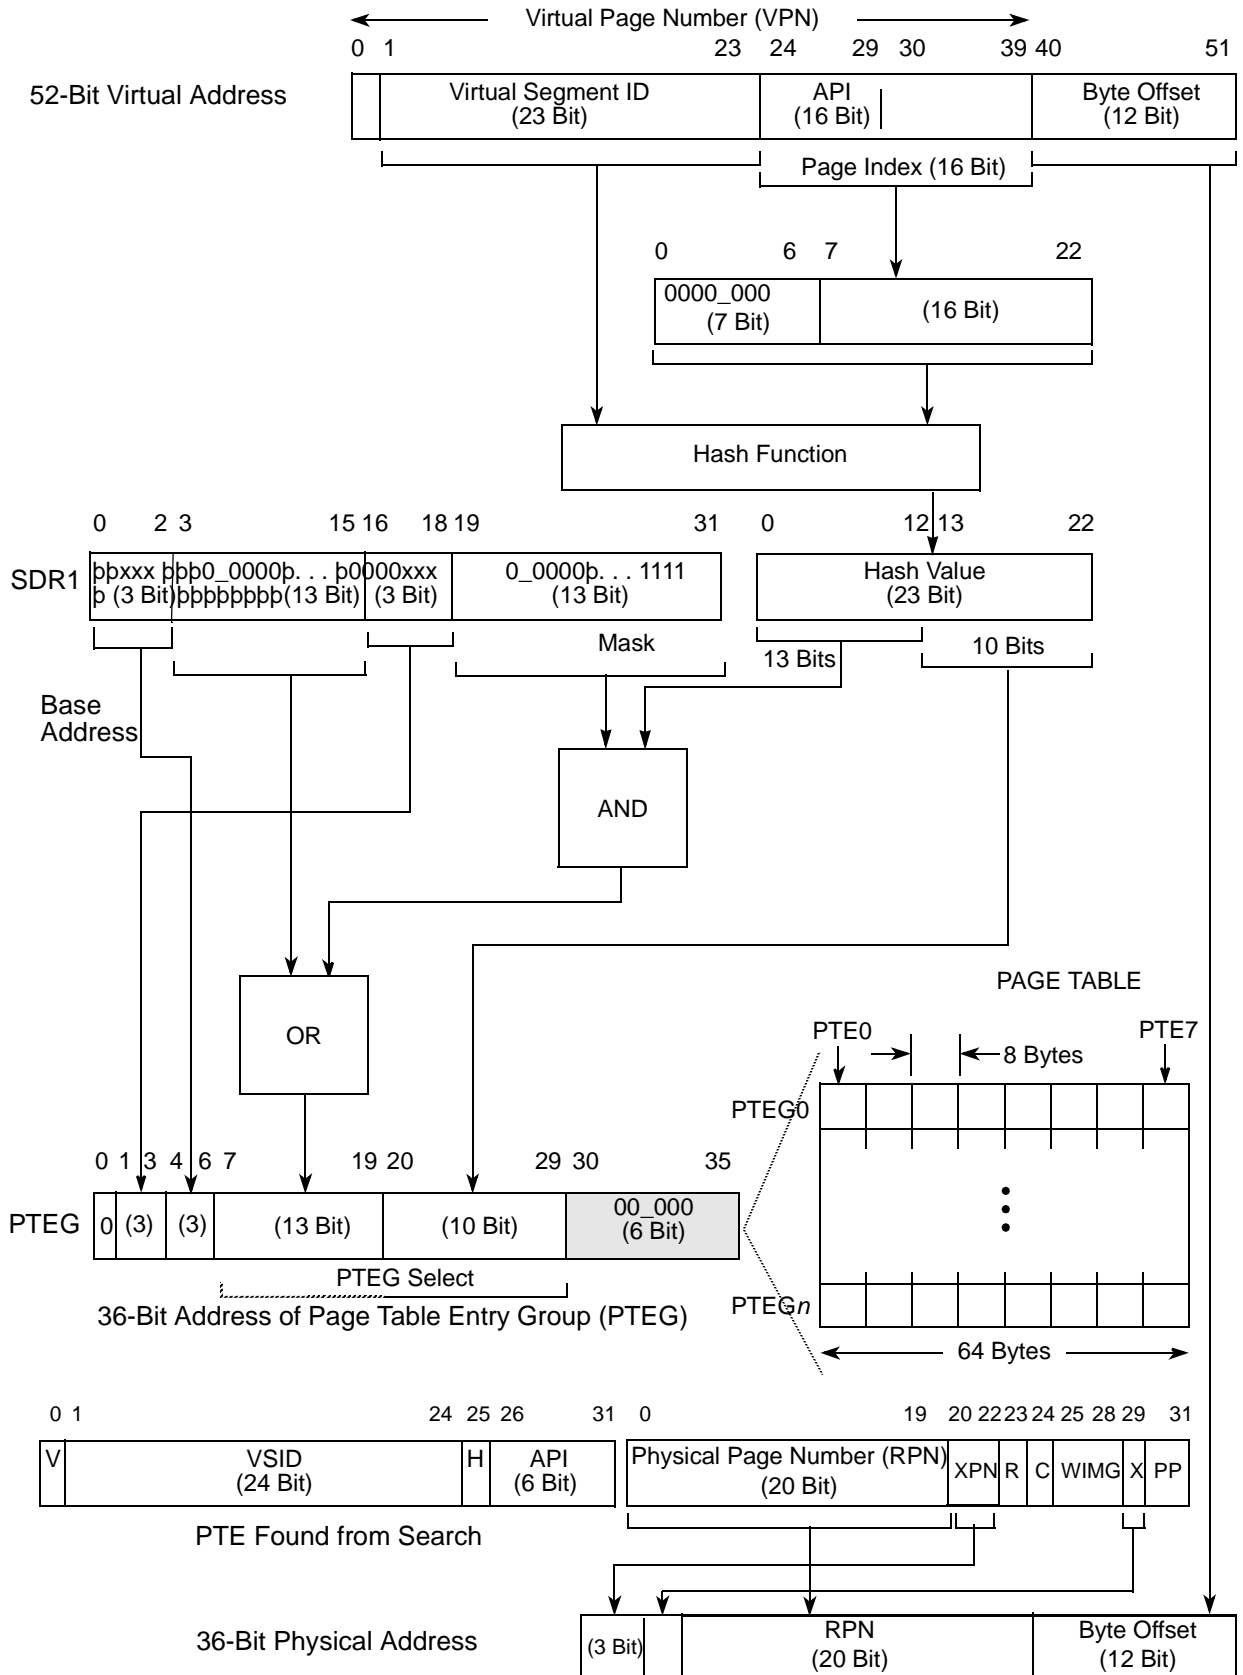 Virtual Page Number (VPN)
0 1 23 24 29 30 39 40 51
52-Bit Virtual Address
Virtual Segment ID
(23 Bit)
API
(16 Bit)
Byte Offset
(12 Bit)
Page Index (16 Bit)
0 6 7 22
0000_000
(7 Bit)
(16 Bit)
Hash Function
0 2 3 15 16 18 19 31
0 12 13 22
SDR1
þþxxx þþþ0_0000þ. . . þ0000xxx
þ (3 Bit)þþþþþþþþ(13 Bit) (3 Bit)
0_0000þ. . . 1111
(13 Bit)
Hash Value
(23 Bit)
Mask
13 Bits
10 Bits
Base
Address
AND
OR
PAGE TABLE
PTE0
PTE7
8 Bytes
PTEG0
0 1 3 4 6 7 19 20 29 30 35
PTEG
0 (3) (3) (13 Bit) (10 Bit)
00_000
(6 Bit)
PTEG Select
36-Bit Address of Page Table Entry Group (PTEG)
PTEGn
64 Bytes
0 1 24 25 26 31
0 19 20 22 23 24 25 28 29 31
V
VSID
(24 Bit)
H
API
(6 Bit)
Physical Page Number (RPN)
(20 Bit)
XPN R C WIMG X PP
PTE Found from Search
36-Bit Physical Address
(3 Bit)
RPN
(20 Bit)
Byte Offset
(12 Bit)